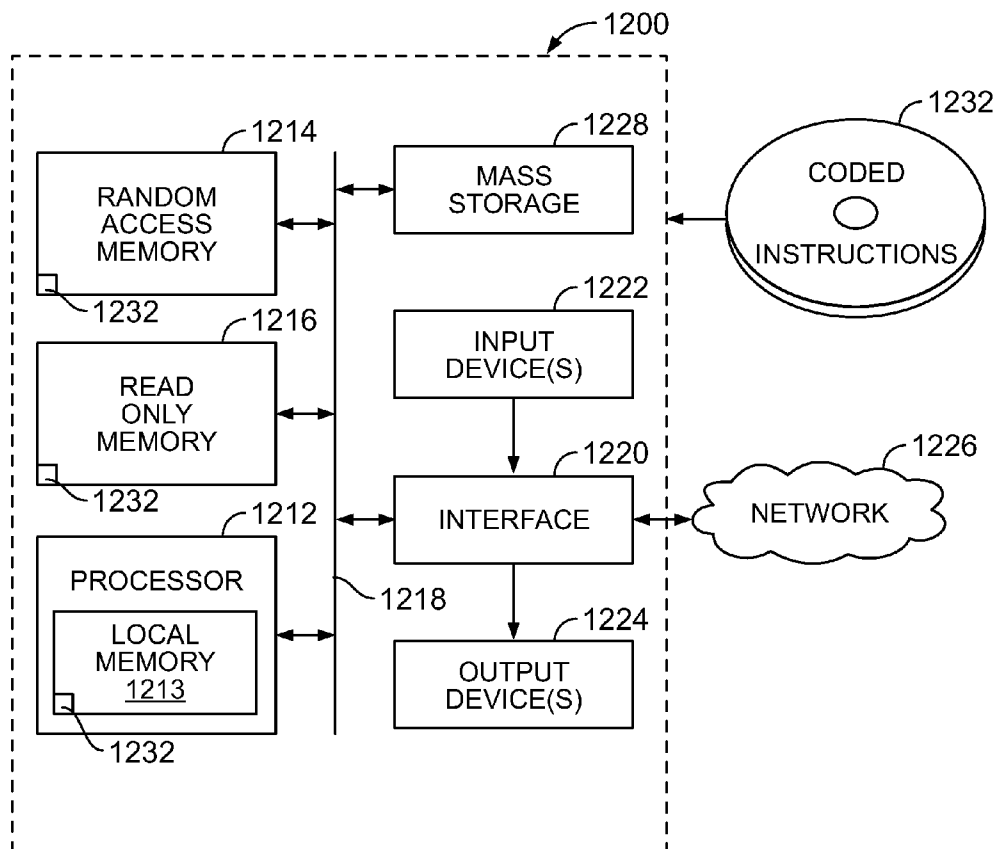 1200
1214
RANDOM
ACCESS
MEMORY
1232
1228
MASS
STORAGE
1232
CODED
INSTRUCTIONS
1216
READ
ONLY
MEMORY
1232
1222
INPUT
DEVICE(S)
1220
INTERFACE
1226
NETWORK
1212
PROCESSOR
LOCAL
MEMORY
1213
1232
1218
1224
OUTPUT
DEVICE(S)